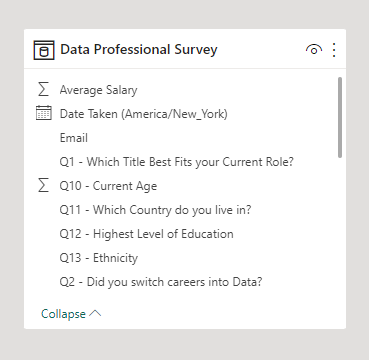 Data Professional Survey
Average Salary
Date Taken (America/New_York)
Email
Q1 - Which Title Best Fits your Current Role?
Q10 - Current Age
Q11 - Which Country do you live in?
Q12 - Highest Level of Education
Q13 - Ethnicity
Q2 - Did you switch careers into Data?
Collapse